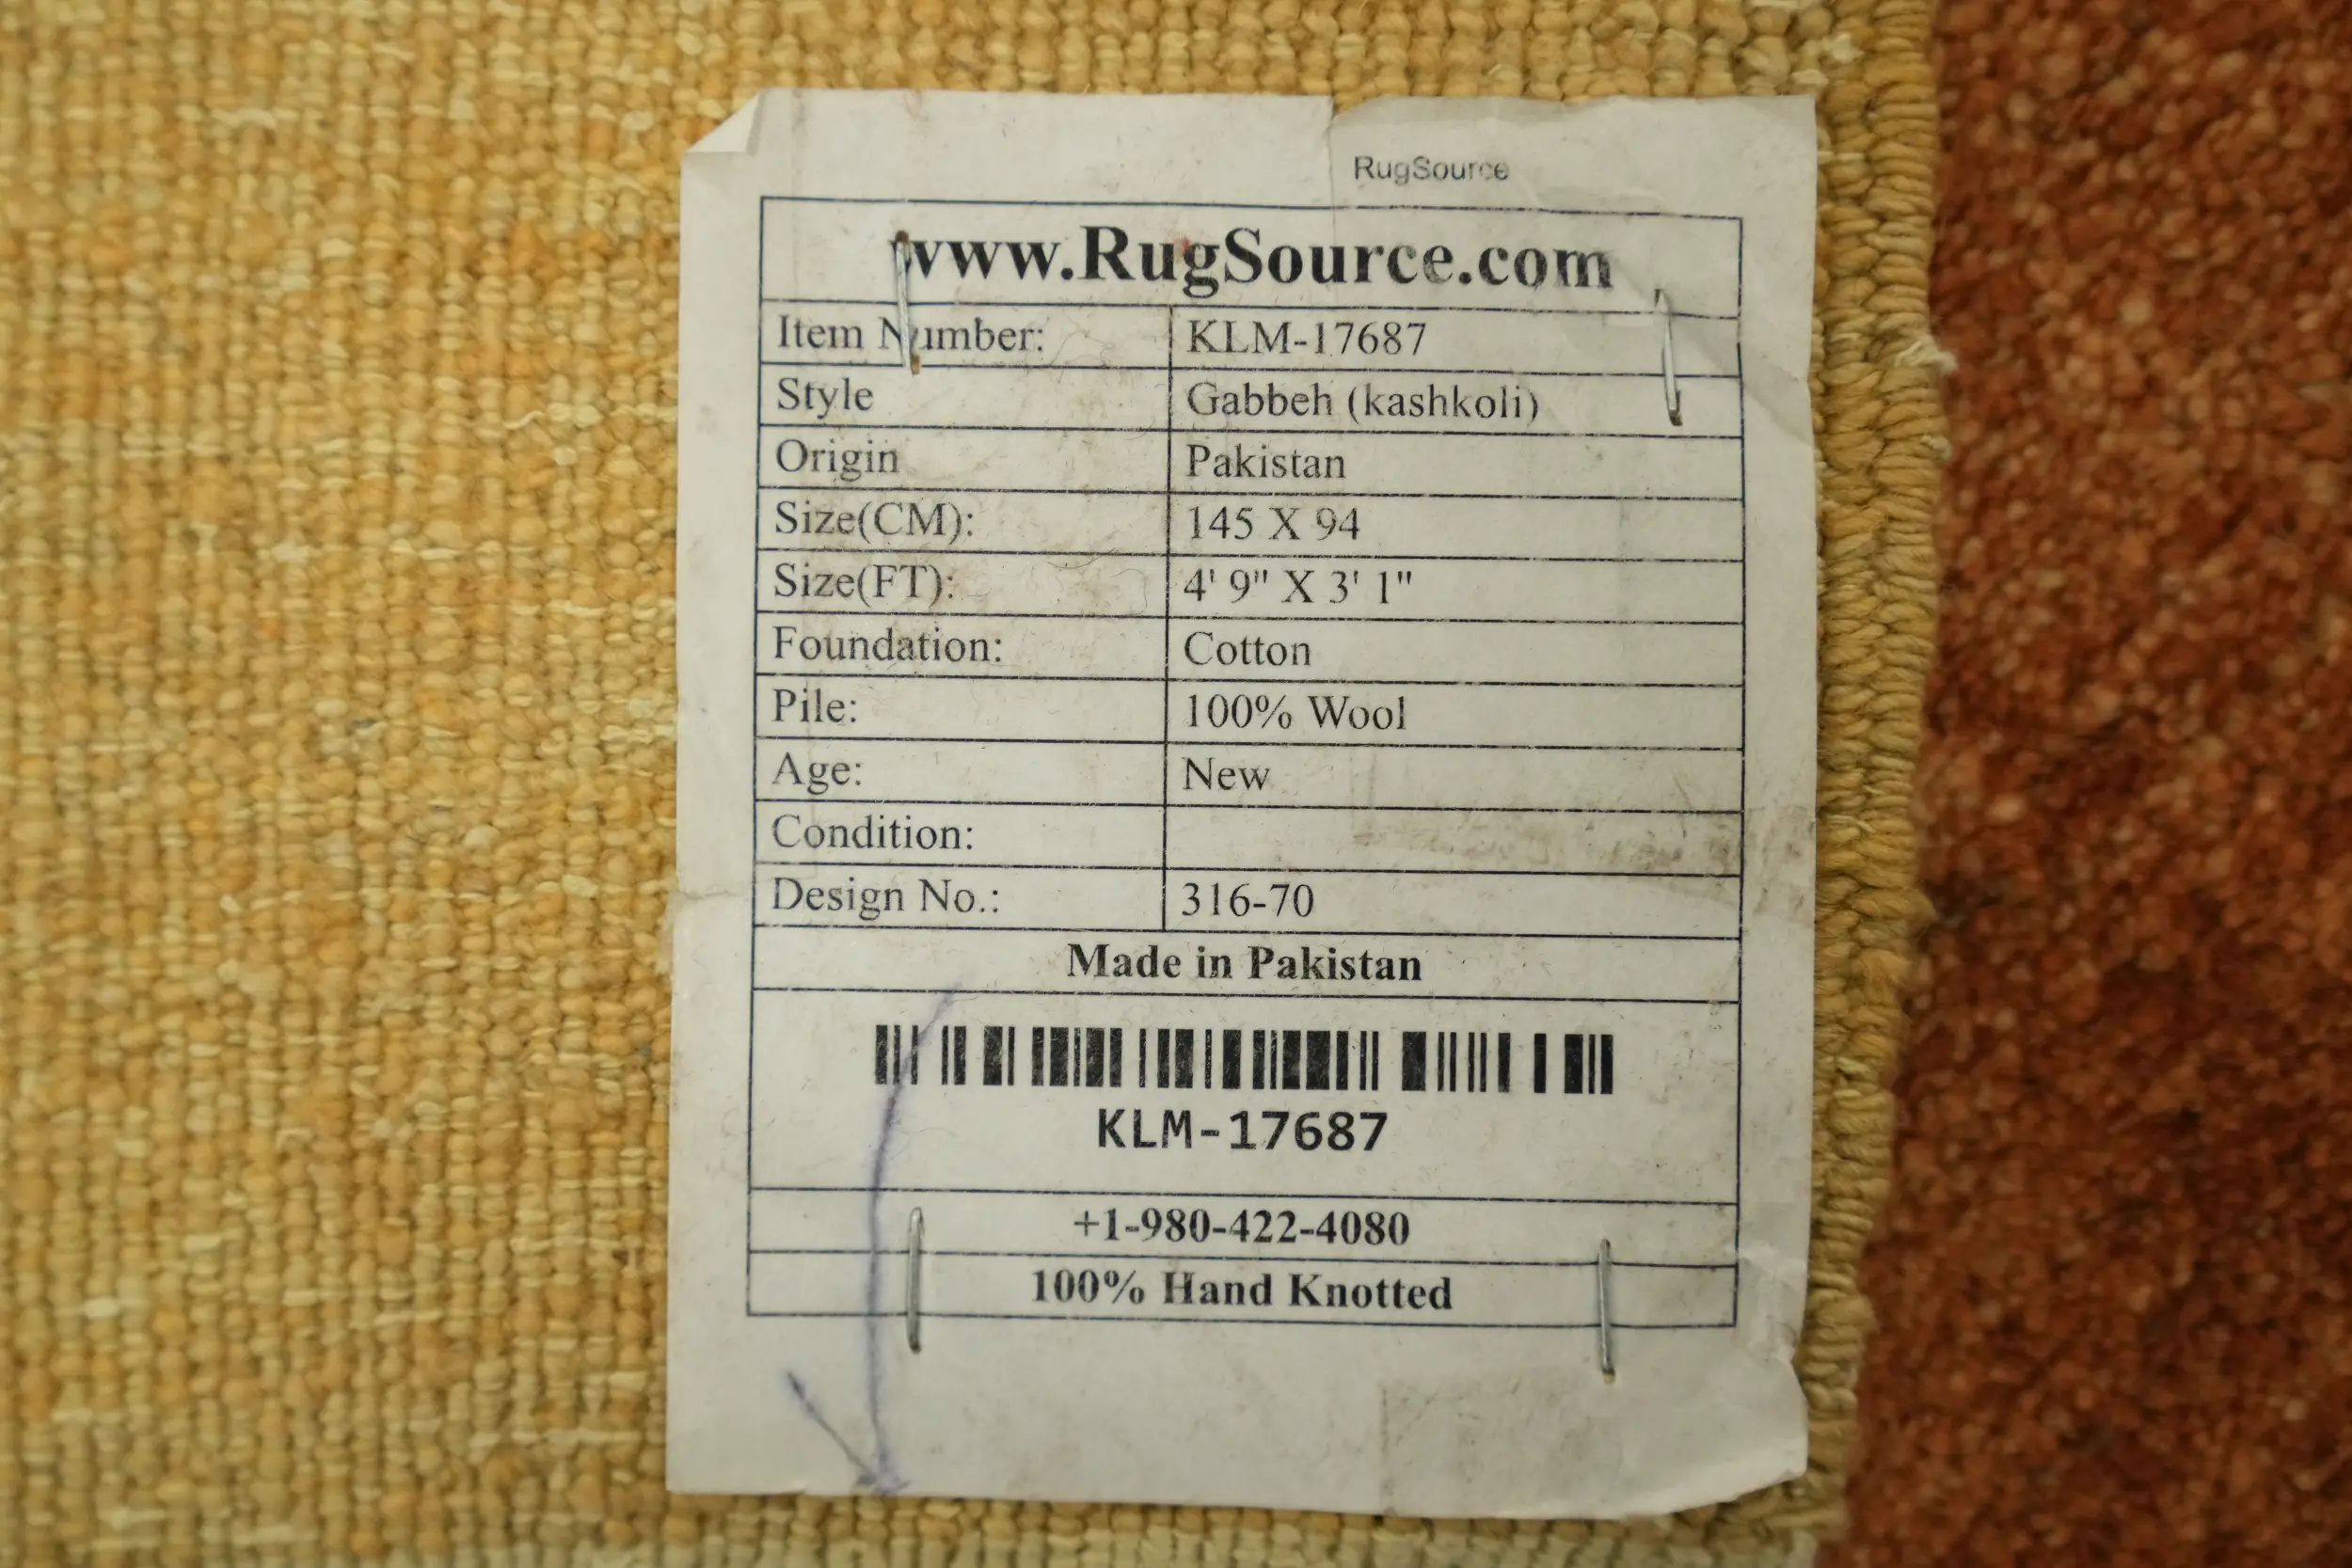 RugSource
www.RugSource.com
Item Number: KLM-17687
Style Gabbeh (kashkoli)
Origin Pakistan
Size(CM): 145 X 94
Size(FT): 4' 9" X 3' 1"
Foundation: Cotton
Pile: 100% Wool
Age: New
Condition:
Design No.: 316-70
Made in Pakistan
KLM-17687
+1-980-422-4080
100% Hand Knotted